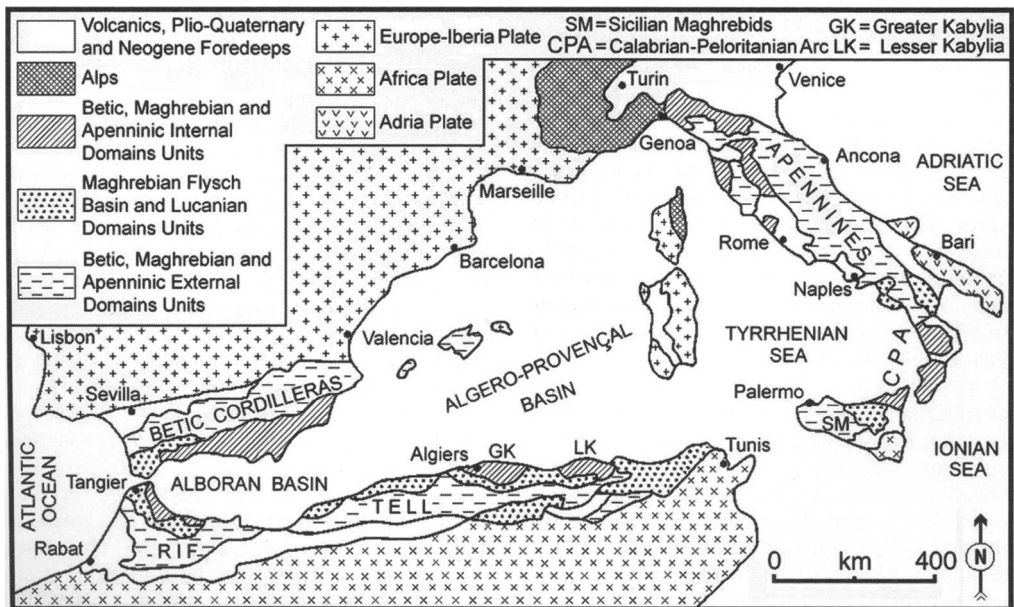 Volcanics, Plio-Quaternary
and Neogene Foredeeps
Alps
Betic, Maghrebian and
Apenninic Internal
Domains Units
Maghrebian Flysch
Basin and Lucanian
Domains Units
Betic, Maghrebian and
Apenninic External
Domains Units
Europe-Iberia Plate
Africa Plate
Adria Plate
SM=Sicilian Maghrebids
GK=Greater Kabylia
CPA=Calabrian-Peloritanian Arc
LK= Lesser Kabylia
Turin
Venice
Genoa
Ancona
ADRIATIC
SEA
APENNINES
Marseille
Rome
Bari
Barcelona
Naples
Lisbon
Valencia
TYRRHENIAN
SEA
CPA
ALGERO-PROVENÇAL
BASIN
Sevilla
BETIC CORDILLERAS
Palermo
SM
IONIAN
SEA
Algiers
GK
LK
Tunis
ATLANTIC
OCEAN
Tangier
ALBORAN BASIN
TELL
RIF
Rabat
0
km
400
N